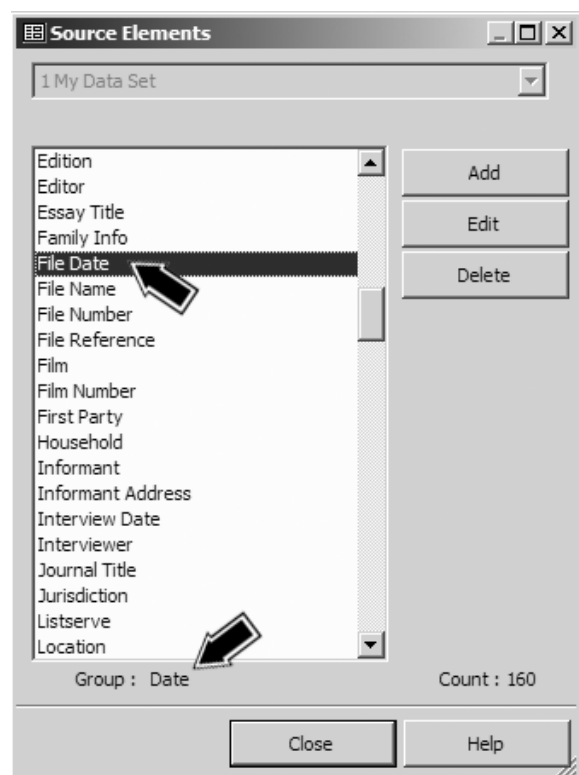 Source Elements
1 My Data Set
Edition
Editor
Essay Title
Family Info
File Date
File Name
File Number
File Reference
Film
Film Number
First Party
Household
Informant
Informant Address
Interview Date
Interviewer
Journal Title
Jurisdiction
Listserve
Location
Add
Edit
Delete
Group : Date
Count : 160
Close
Help